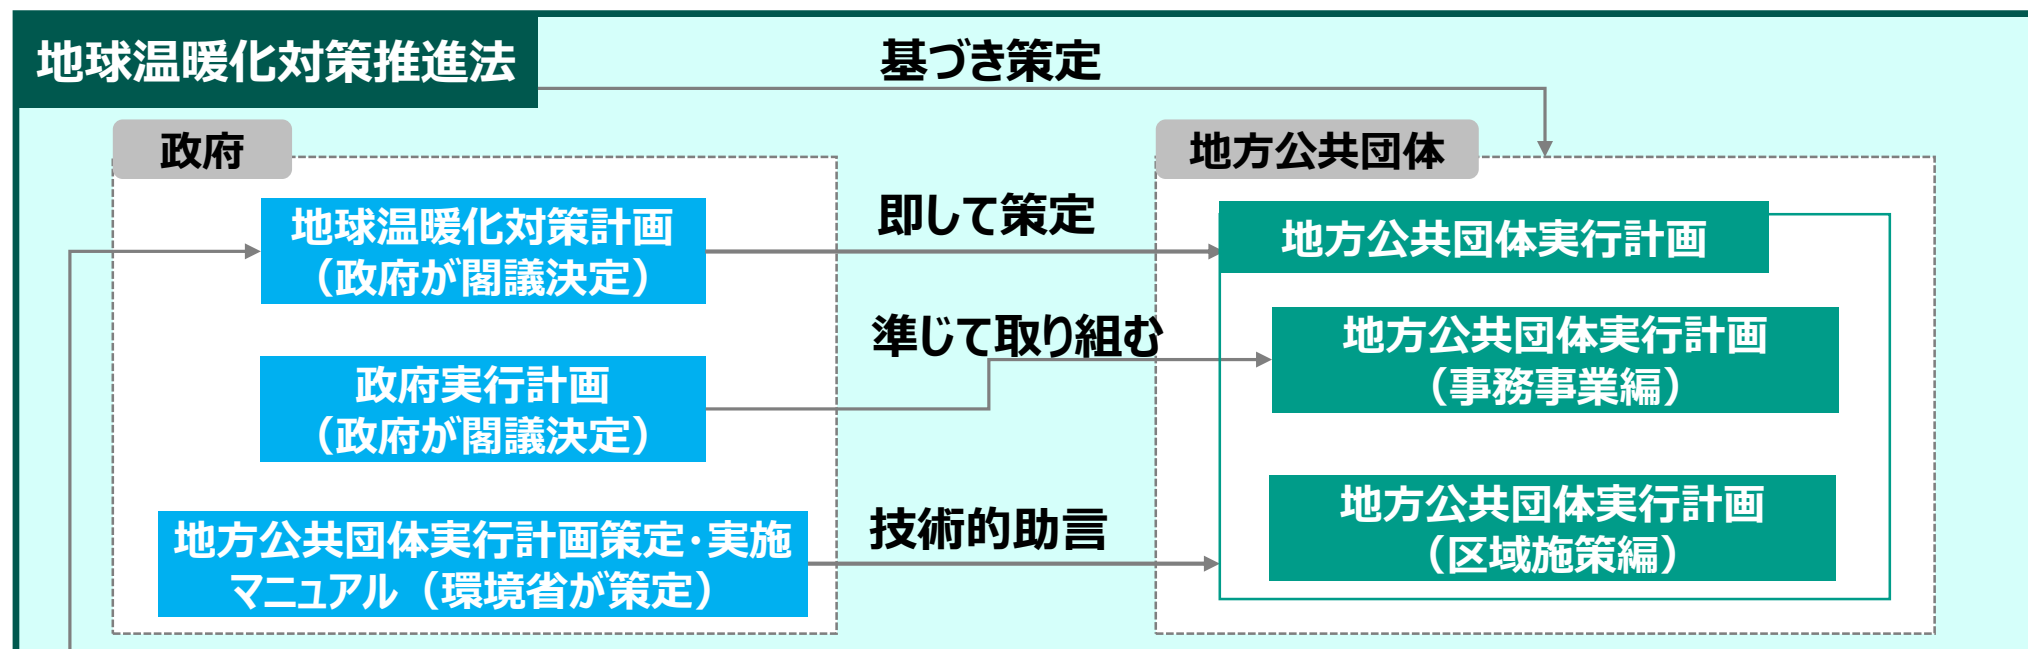 地球温暖化対策推進法
基づき策定
政府
地球温暖化対策計画
（政府が閣議決定）
政府実行計画
（政府が閣議決定）
地方公共団体実行計画策定・実施
マニュアル（環境省が策定）
即して策定
準じて取り組む
技術的助言
地方公共団体
地方公共団体実行計画
地方公共団体実行計画
（事務事業編）
地方公共団体実行計画
（区域施策編）